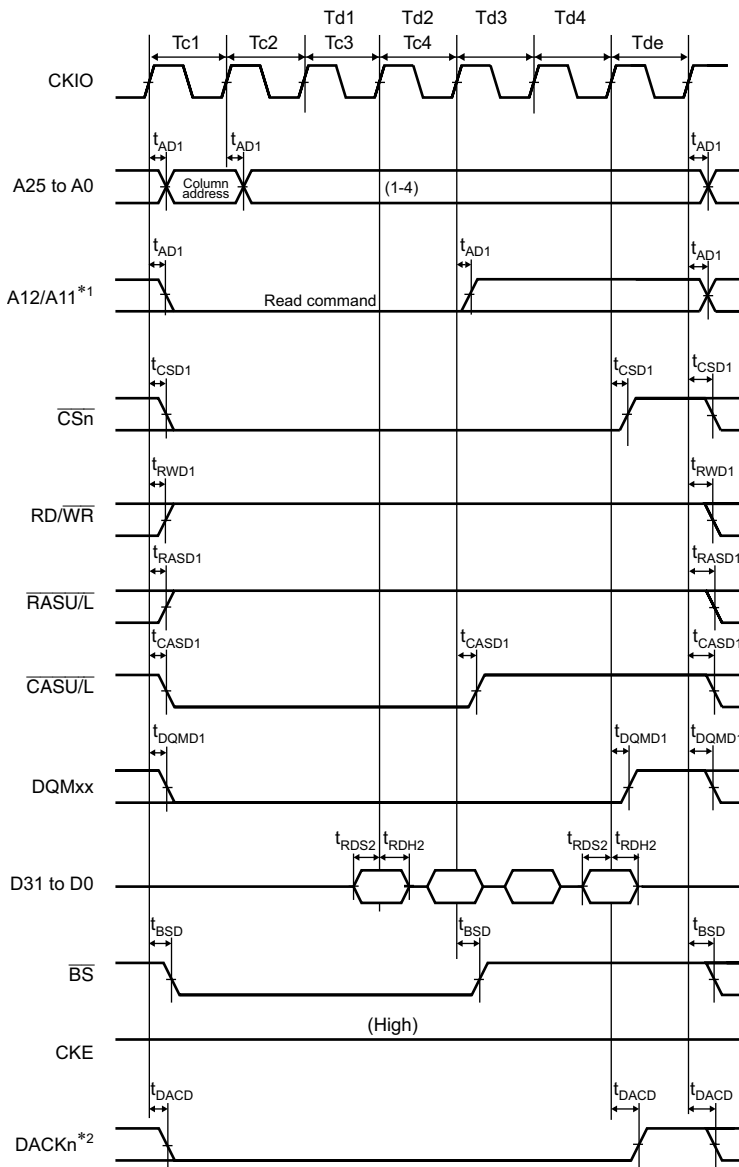 Td1 Td2 Td3 Td4
Tc1 Tc2 Tc3 Tc4 Tde
CKIO
tAD1 tAD1 tAD1
A25 to A0 Column address (1-4)
tAD1 tAD1 tAD1
A12/A11*1 Read command
tCSD1 tCSD1 tCSD1
CSn
tRWD1 tRWD1
RD/WR
tRASD1 tRASD1
RASU/L
tCASD1 tCASD1 tCASD1
CASU/L
tDQMD1 tDQMD1 tDQMD1
DQMxx
tRDS2 tRDH2 tRDS2 tRDH2
D31 to D0
tBSD tBSD tBSD
BS
(High)
CKE
tDACD tDACD tDACD
DACKn*2